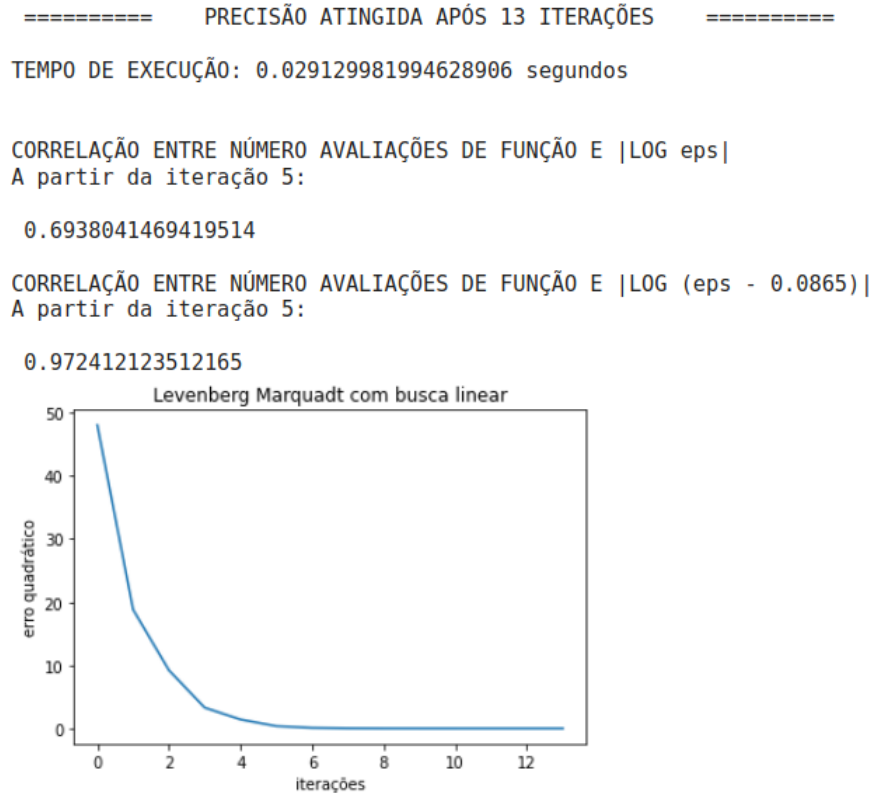 ========== PRECISÃO ATINGIDA APÓS 13 ITERAÇÕES ==========
TEMPO DE EXECUÇÃO: 0.029129981994628906 segundos
CORRELAÇÃO ENTRE NÚMERO AVALIAÇÕES DE FUNÇÃO E |LOG eps|
A partir da iteração 5:
0.6938041469419514
CORRELAÇÃO ENTRE NÚMERO AVALIAÇÕES DE FUNÇÃO E |LOG (eps - 0.0865)|
A partir da iteração 5:
0.972412123512165
Levenberg Marquadt com busca linear
50
40
30
20
10
0
erro quadrático
0 2 4 6 8 10 12
iterações